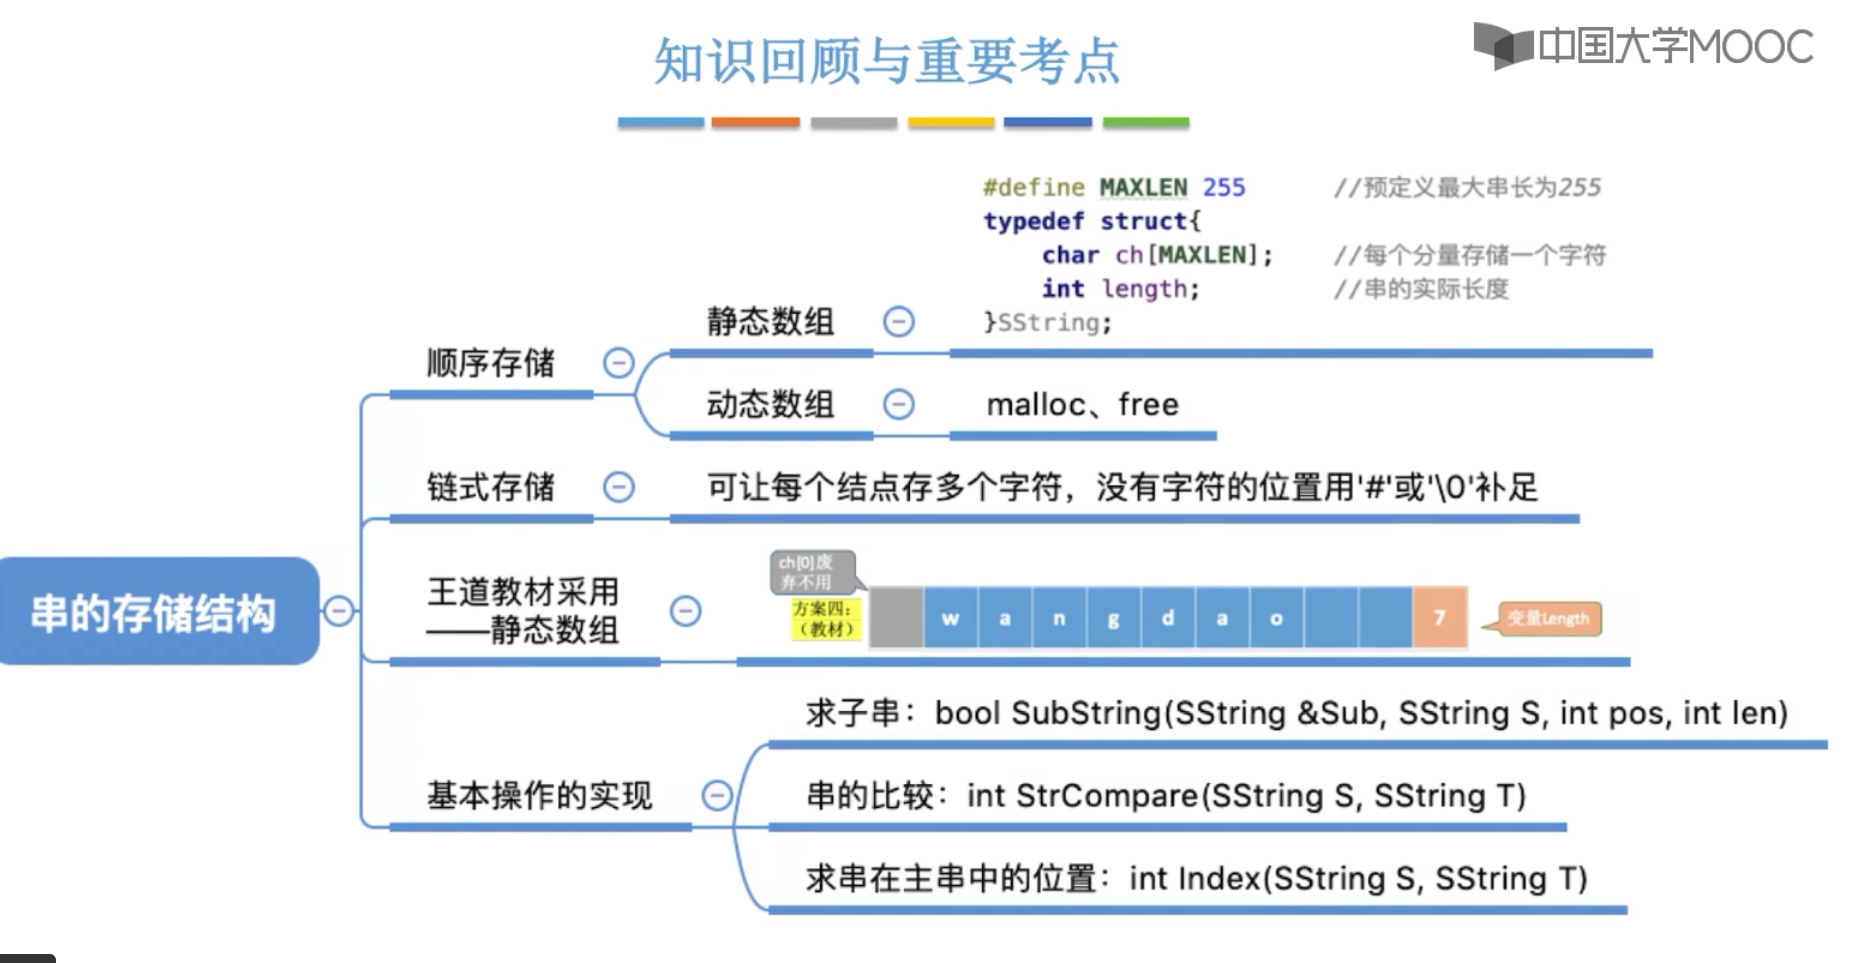 知识回顾与重要考点
中国大学MOOC
#define MAXLEN 255 //预定义最大串长为255
typedef struct{
char ch[MAXLEN]; //每个分量存储一个字符
int length; //串的实际长度
}SString;
静态数组
顺序存储
动态数组
malloc、free
链式存储
可让每个结点存多个字符，没有字符的位置用'#'或'\0'补足
串的存储结构
王道教材采用
——静态数组
ch[0]废
弃不用
方案四：
（教材）
w a n g d a o 7
变量Length
基本操作的实现
求子串：bool SubString(SString &Sub, SString S, int pos, int len)
串的比较：int StrCompare(SString S, SString T)
求串在主串中的位置：int Index(SString S, SString T)